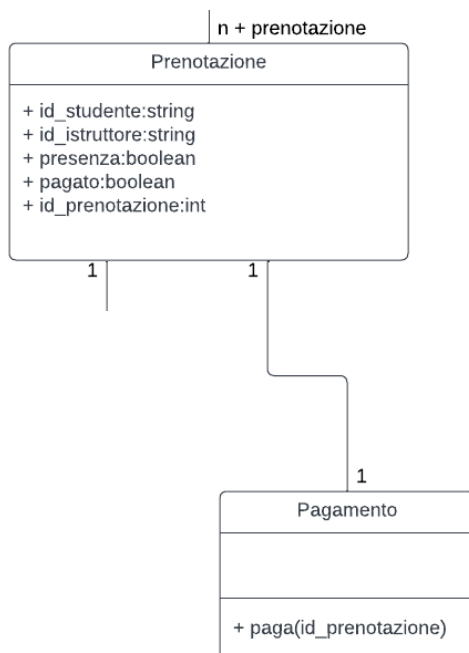 n + prenotazione
Prenotazione
+ id_studente:string
+ id_istruttore:string
+ presenza:boolean
+ pagato:boolean
+ id_prenotazione:int
1
1
1
Pagamento
+ paga(id_prenotazione)